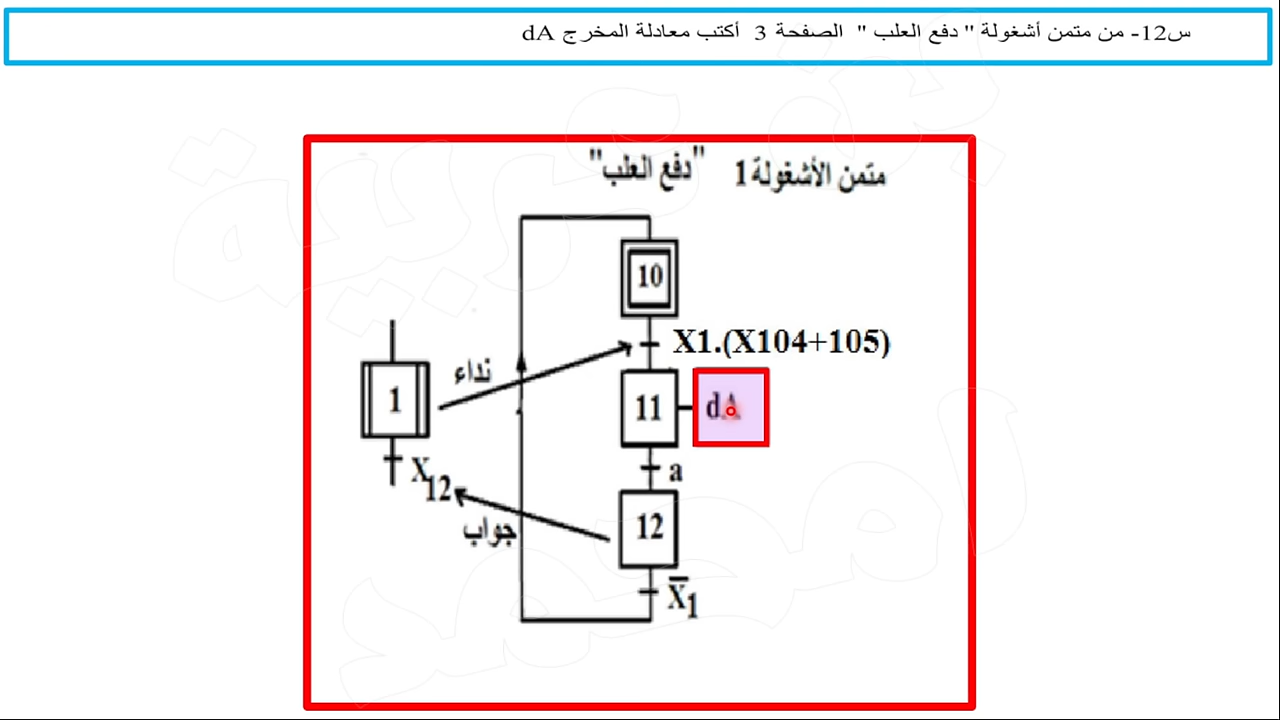 س12- من متمن أشغولة " دفع العلب " الصفحة 3 أكتب معادلة المخرج dA
متمن الأشغولة 1 "دفع العلب"
10
X1.(X104+105)
نداء
1
11
dA
X12
a
جواب
12
X̅1